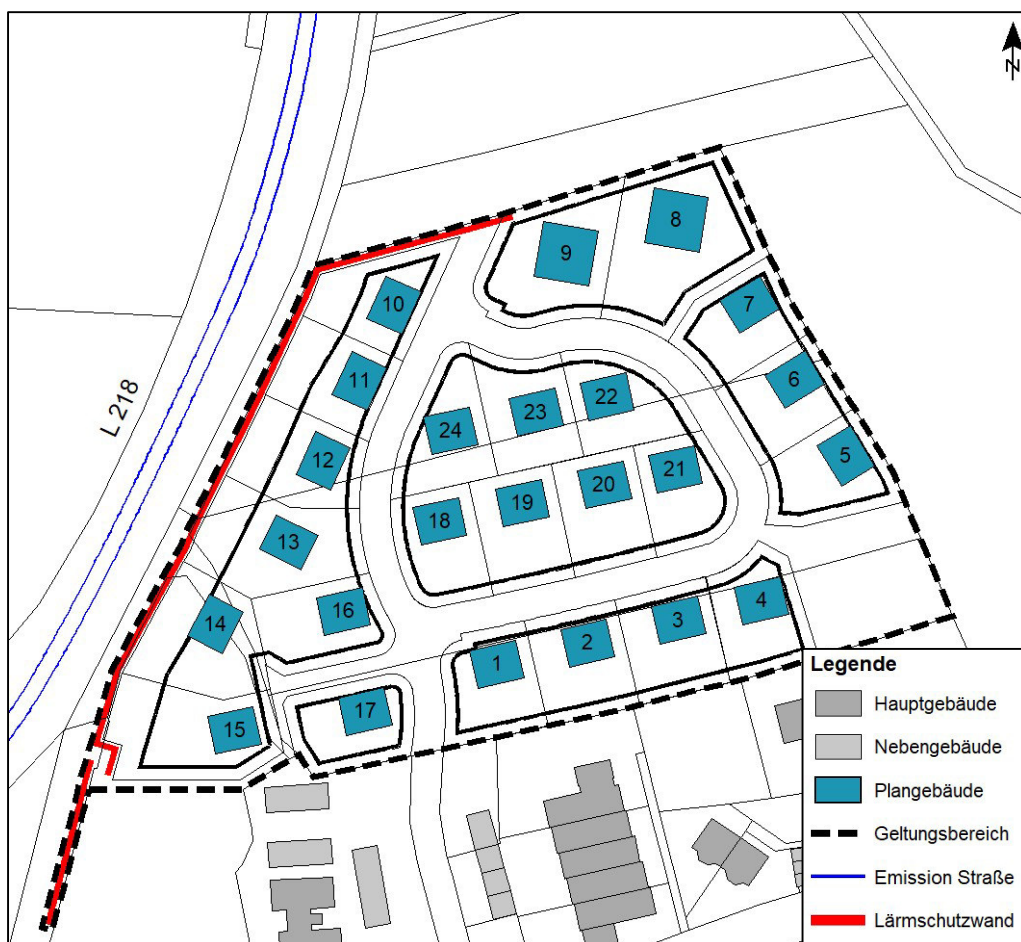 N
8
9
7
10
11
6
22
23
24
12
5
21
20
19
18
L 218
13
16
4
14
3
2
1
17
15
Legende
Hauptgebäude
Nebengebäude
Plangebäude
Geltungsbereich
Emission Straße
Lärmschutzwand